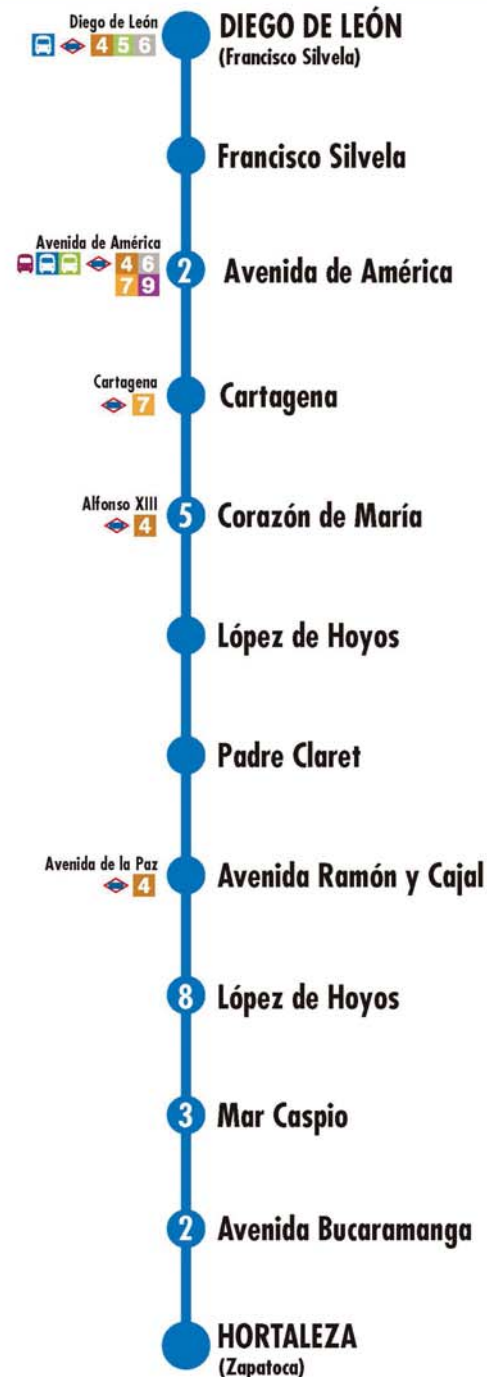 Diego de León
4 5 6
DIEGO DE LEÓN
(Francisco Silvela)
Francisco Silvela
Avenida de América
4 6
7 9
2
Avenida de América
Cartagena
7
Cartagena
Alfonso XIII
4
5
Corazón de María
López de Hoyos
Padre Claret
Avenida de la Paz
4
Avenida Ramón y Cajal
8
López de Hoyos
3
Mar Caspio
2
Avenida Bucaramanga
HORTALEZA
(Zapatoca)